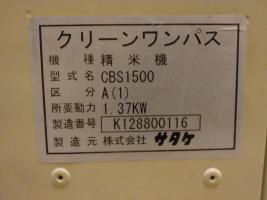 クリーンワンパス
機種 精米機
型式名 CBS1500
区分 A(1)
所要動力 1.37KW
製造番号 K128800116
製造元 株式会社 サタケ